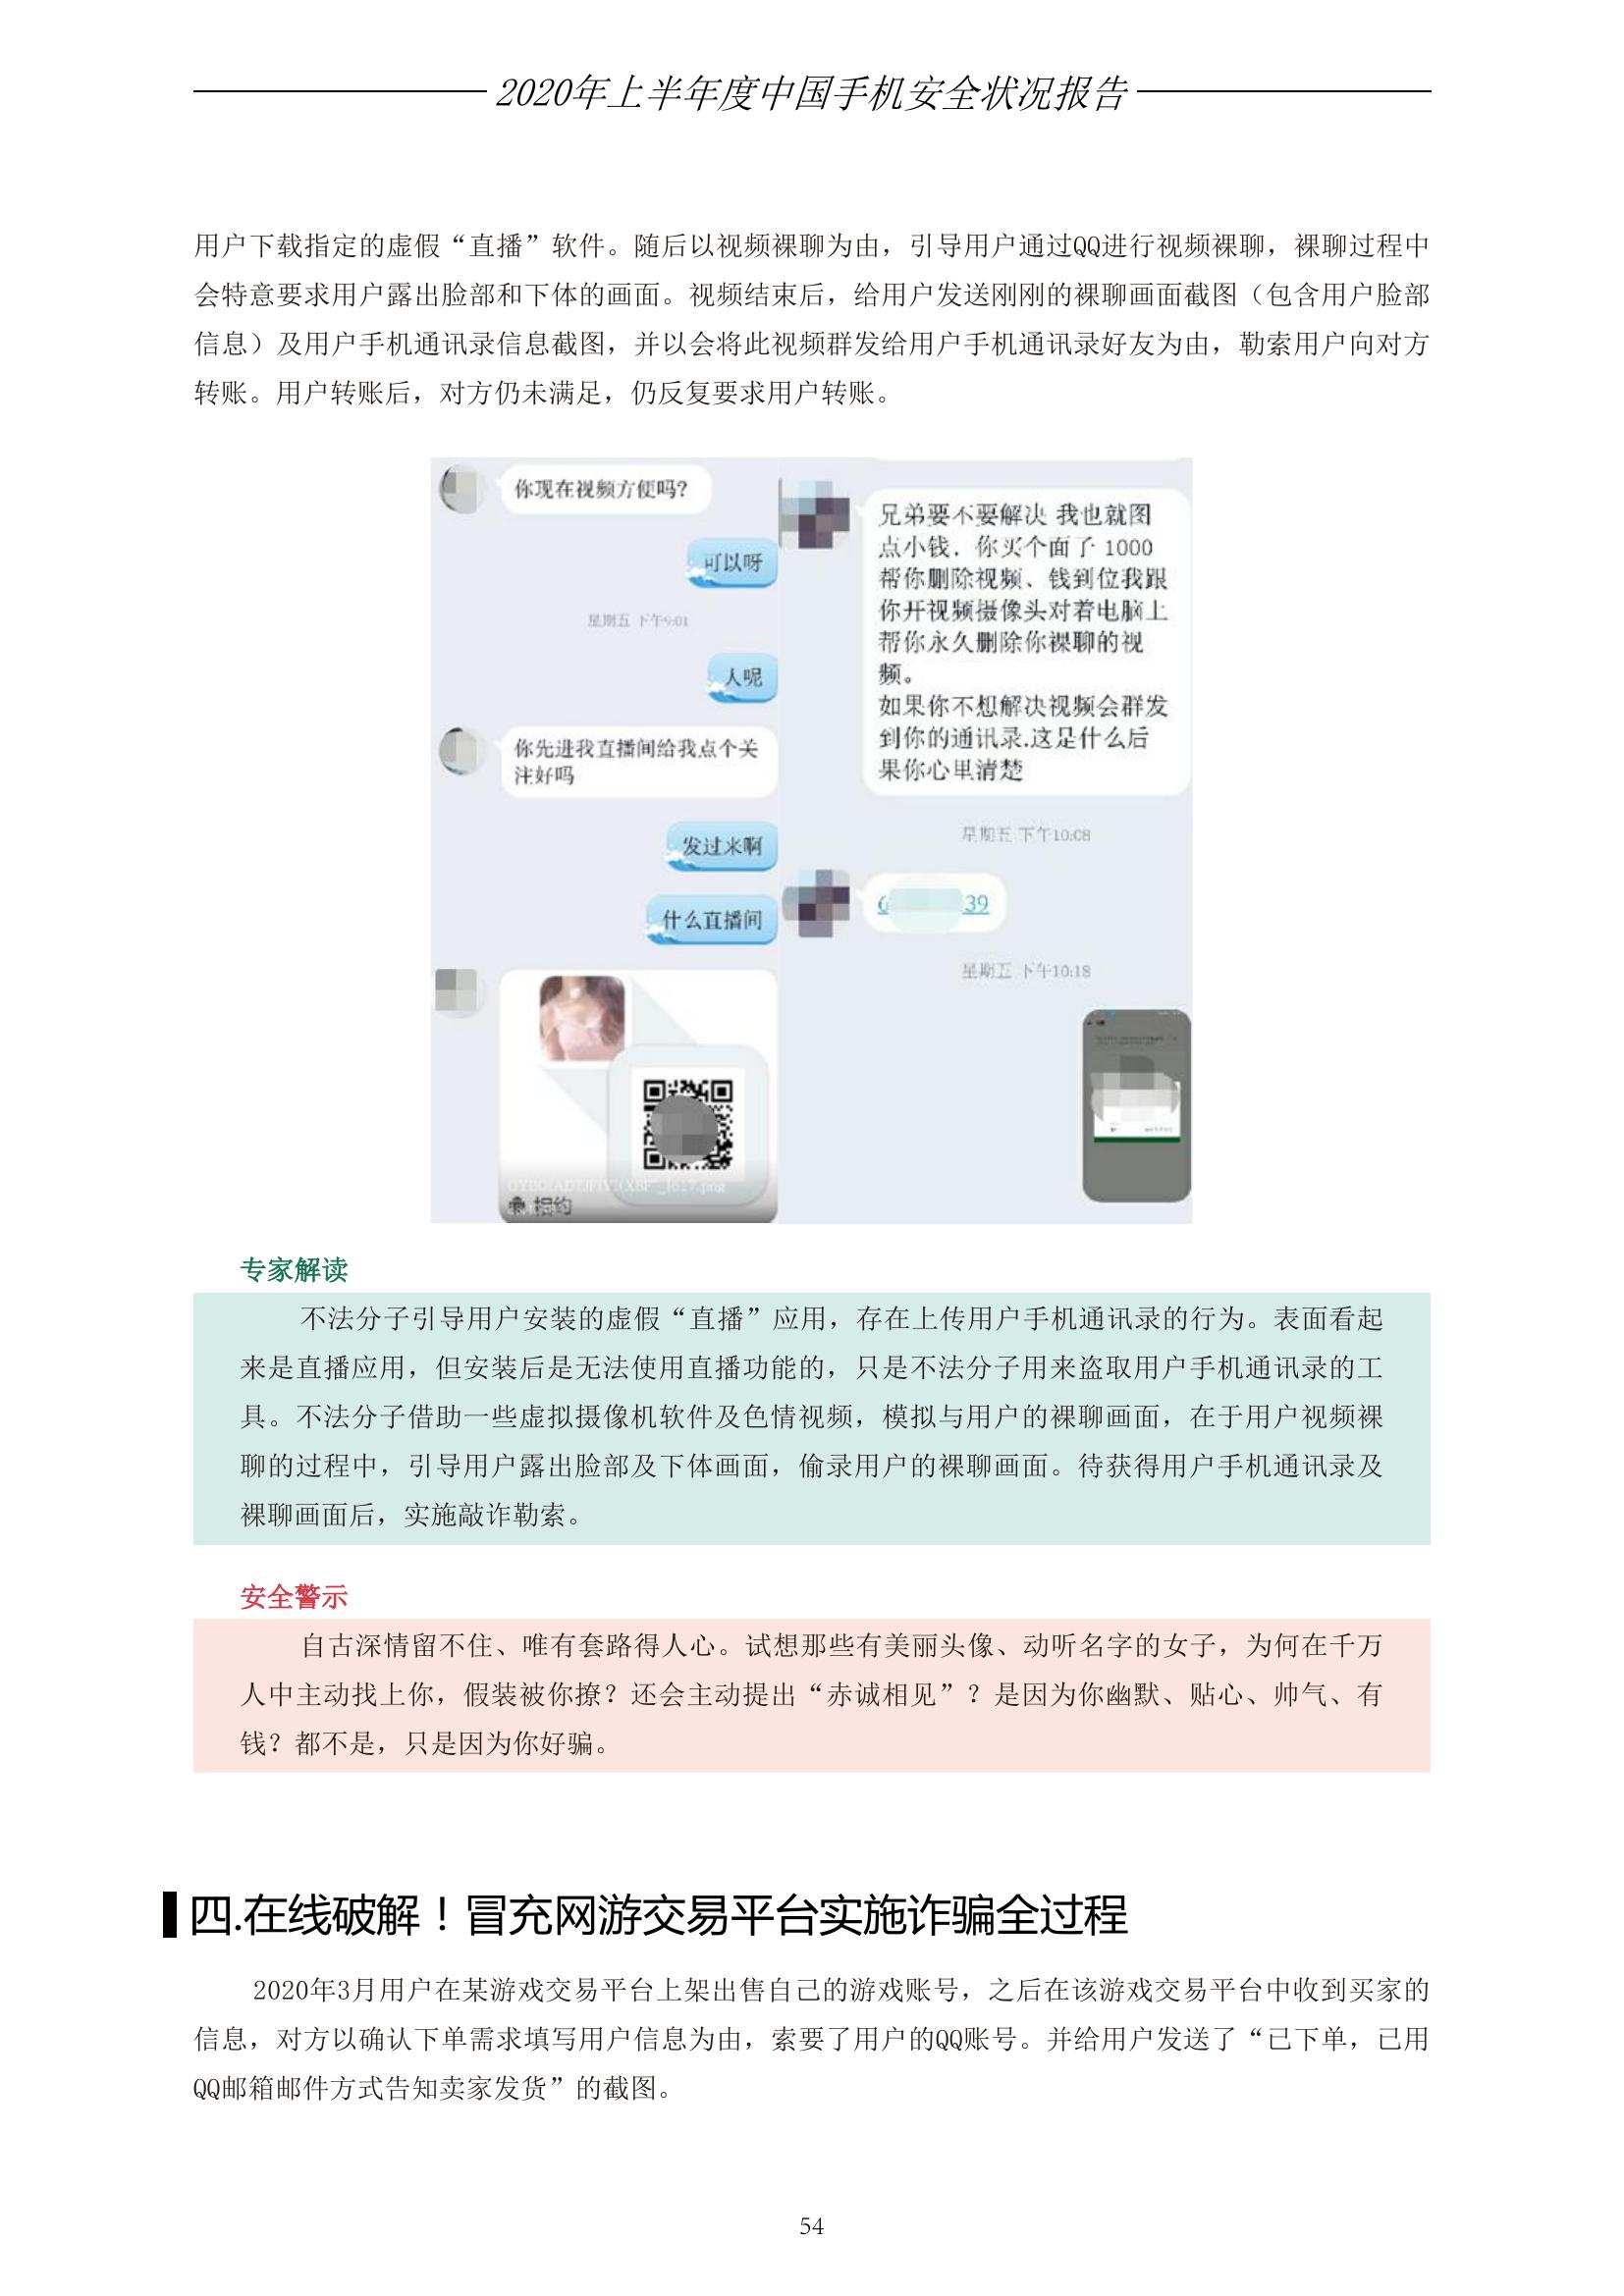 2020年上半年度中国手机安全状况报告
用户下载指定的虚假“直播”软件。随后以视频裸聊为由，引导用户通过QQ进行视频裸聊，裸聊过程中
会特意要求用户露出脸部和下体的画面。视频结束后，给用户发送刚刚的裸聊画面截图（包含用户脸部
信息）及用户手机通讯录信息截图，并以会将此视频群发给用户手机通讯录好友为由，勒索用户向对方
转账。用户转账后，对方仍未满足，仍反复要求用户转账。
你现在视频方便吗？
可以呀
星期五 下午9:01
人呢
你先进我直播间给我点个关
注好吗
发过来啊
什么直播间
相约
兄弟要不要解决 我也就图
点小钱．你买个面子 1000
帮你删除视频、钱到位我跟
你开视频摄像头对着电脑上
帮你永久删除你裸聊的视
频。
如果你不想解决视频会群发
到你的通讯录.这是什么后
果你心里清楚
星期五 下午10:08
6 39
星期五 下午10:18
专家解读
不法分子引导用户安装的虚假“直播”应用，存在上传用户手机通讯录的行为。表面看起
来是直播应用，但安装后是无法使用直播功能的，只是不法分子用来盗取用户手机通讯录的工
具。不法分子借助一些虚拟摄像机软件及色情视频，模拟与用户的裸聊画面，在于用户视频裸
聊的过程中，引导用户露出脸部及下体画面，偷录用户的裸聊画面。待获得用户手机通讯录及
裸聊画面后，实施敲诈勒索。
安全警示
自古深情留不住、唯有套路得人心。试想那些有美丽头像、动听名字的女子，为何在千万
人中主动找上你，假装被你撩？还会主动提出“赤诚相见”？是因为你幽默、贴心、帅气、有
钱？都不是，只是因为你好骗。
四.在线破解！冒充网游交易平台实施诈骗全过程
2020年3月用户在某游戏交易平台上架出售自己的游戏账号，之后在该游戏交易平台中收到买家的
信息，对方以确认下单需求填写用户信息为由，索要了用户的QQ账号。并给用户发送了“已下单，已用
QQ邮箱邮件方式告知卖家发货”的截图。
54